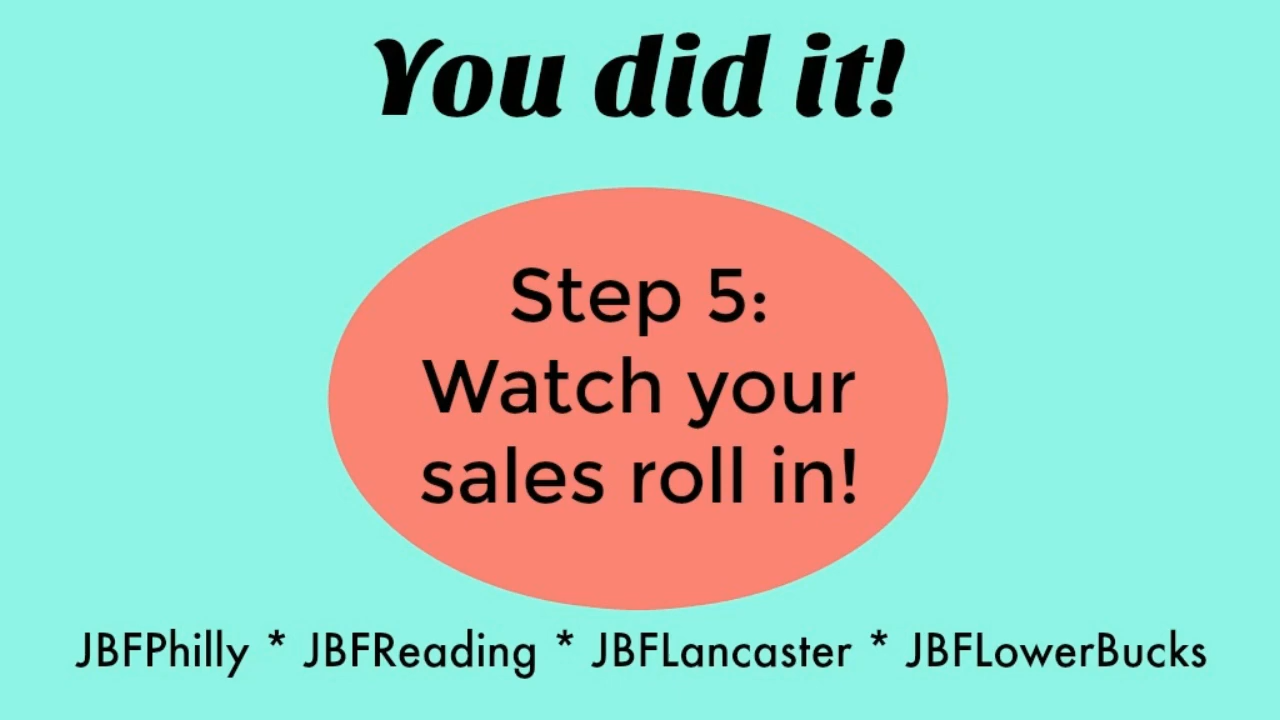 You did it!
Step 5:
Watch your
sales roll in!
JBFPhilly * JBFReading * JBFLancaster * JBFLowerBucks